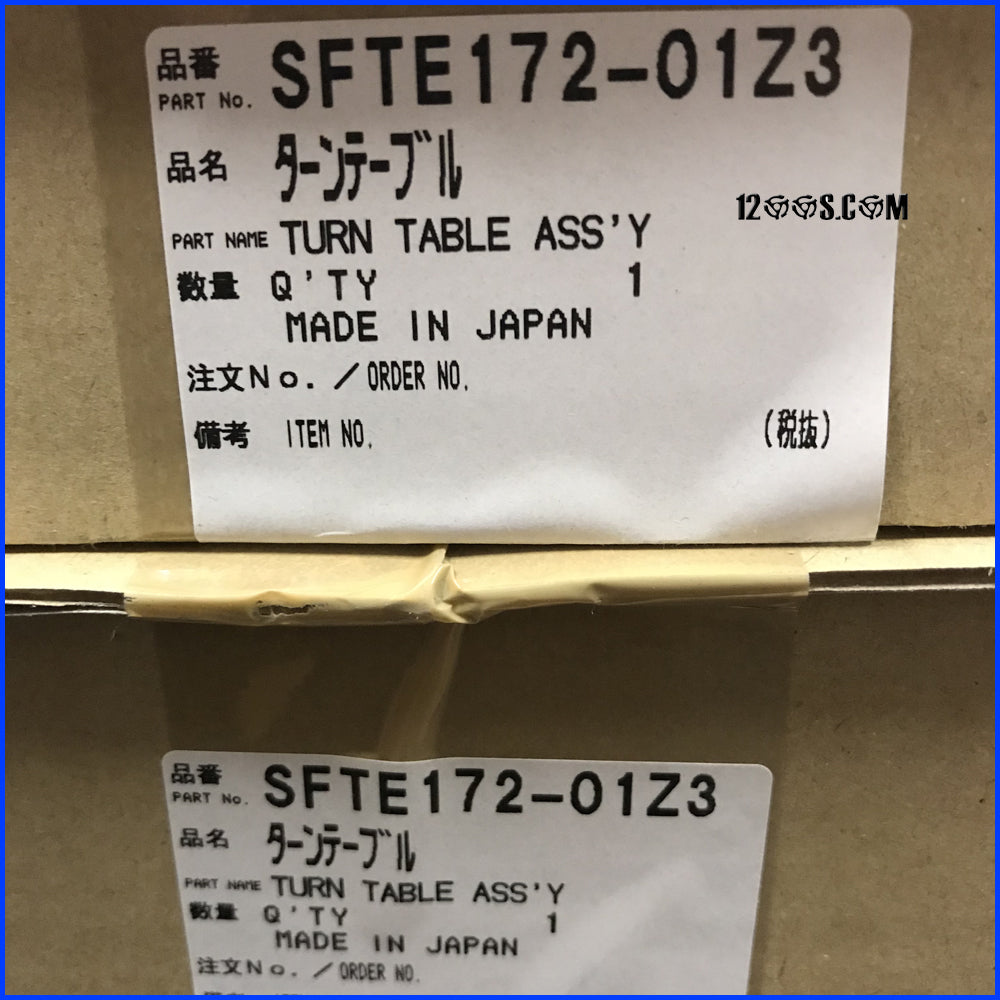 品番 PART No. SFTE172-01Z3
品名 ターンテーブル
12OOS.COM
PART NAME TURN TABLE ASS'Y
数量 Q'TY 1
MADE IN JAPAN
注文No.／ORDER NO.
備考 ITEM NO. (税抜)
品番 PART No. SFTE172-01Z3
品名 ターンテーブル
PART NAME TURN TABLE ASS'Y
数量 Q'TY 1
MADE IN JAPAN
注文No.／ORDER NO.